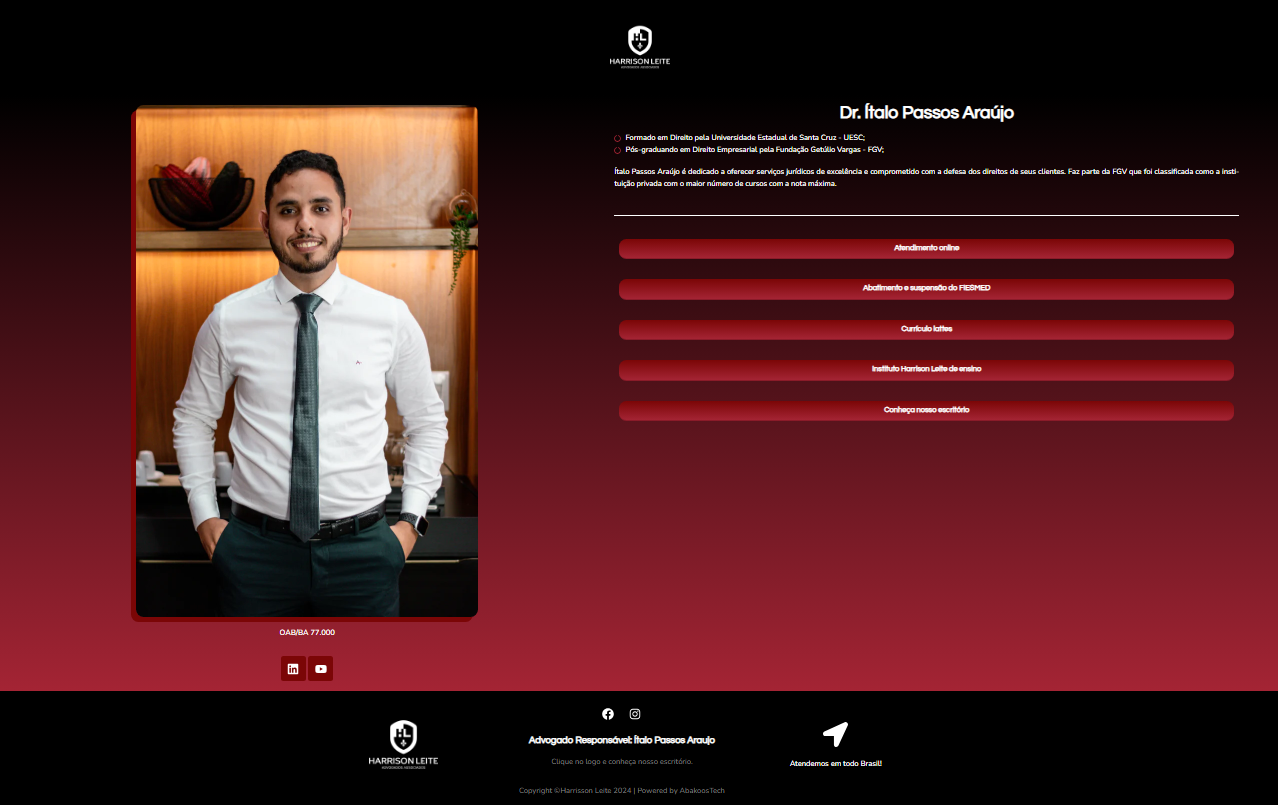 HARRISON LEITE
Dr. Ítalo Passos Araújo
Formado em Direito pela Universidade Estadual de Santa Cruz - UESC;
Pós-graduando em Direito Empresarial pela Fundação Getúlio Vargas - FGV;
Ítalo Passos Araújo é dedicado a oferecer serviços jurídicos de excelência e comprometido com a defesa dos direitos de seus clientes. Faz parte da FGV que foi classificada como a insti-
tuição privada com o maior número de cursos com a nota máxima.
Atendimento online
Abatimento e suspensão do FIESMED
Currículo lattes
Instituto Harrison Leite de ensino
Conheça nosso escritório
OAB/BA 77.000
HARRISON LEITE
ADVOGADOS ASSOCIADOS
Advogado Responsável: Ítalo Passos Araujo
Clique no logo e conheça nosso escritório.
Atendemos em todo Brasil!
Copyright ©Harrisson Leite 2024 | Powered by AbakoosTech